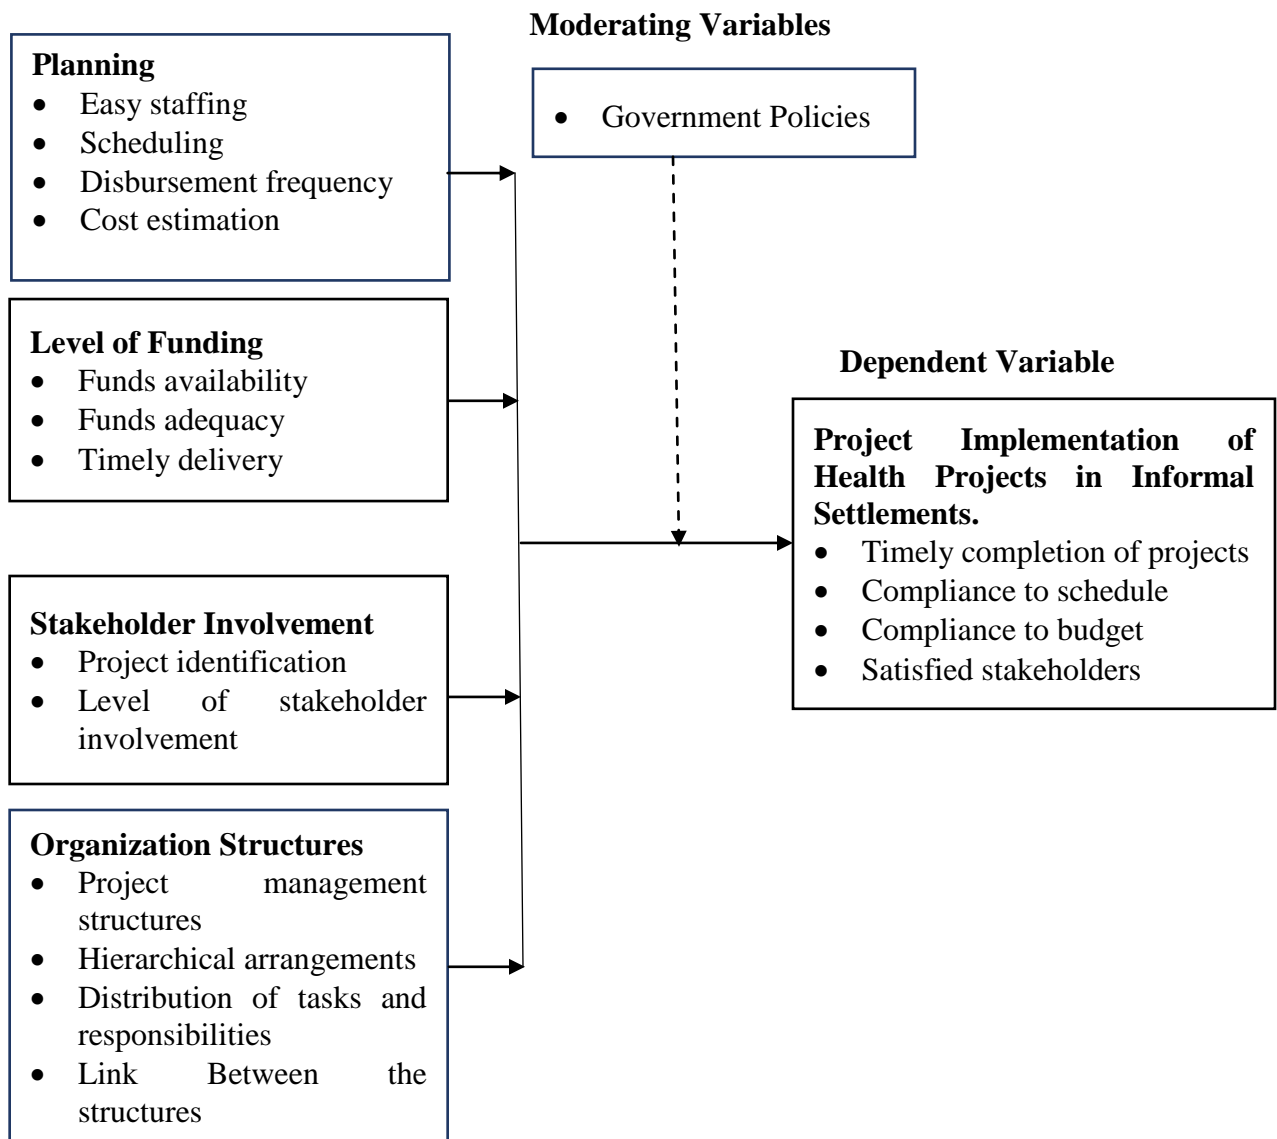 Moderating Variables
Planning
• Easy staffing
• Scheduling
• Disbursement frequency
• Cost estimation
• Government Policies
Level of Funding
• Funds availability
• Funds adequacy
• Timely delivery
Dependent Variable
Project Implementation of
Health Projects in Informal
Settlements.
• Timely completion of projects
• Compliance to schedule
• Compliance to budget
• Satisfied stakeholders
Stakeholder Involvement
• Project identification
• Level of stakeholder
involvement
Organization Structures
• Project management
structures
• Hierarchical arrangements
• Distribution of tasks and
responsibilities
• Link Between the
structures